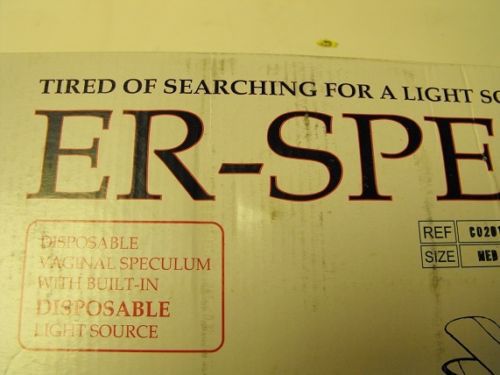 TIRED OF SEARCHING FOR A LIGHT
ER-SPE
REF
SIZE MED
DISPOSABLE
VAGINAL SPECULUM
WITH BUILT-IN
DISPOSABLE
LIGHT SOURCE